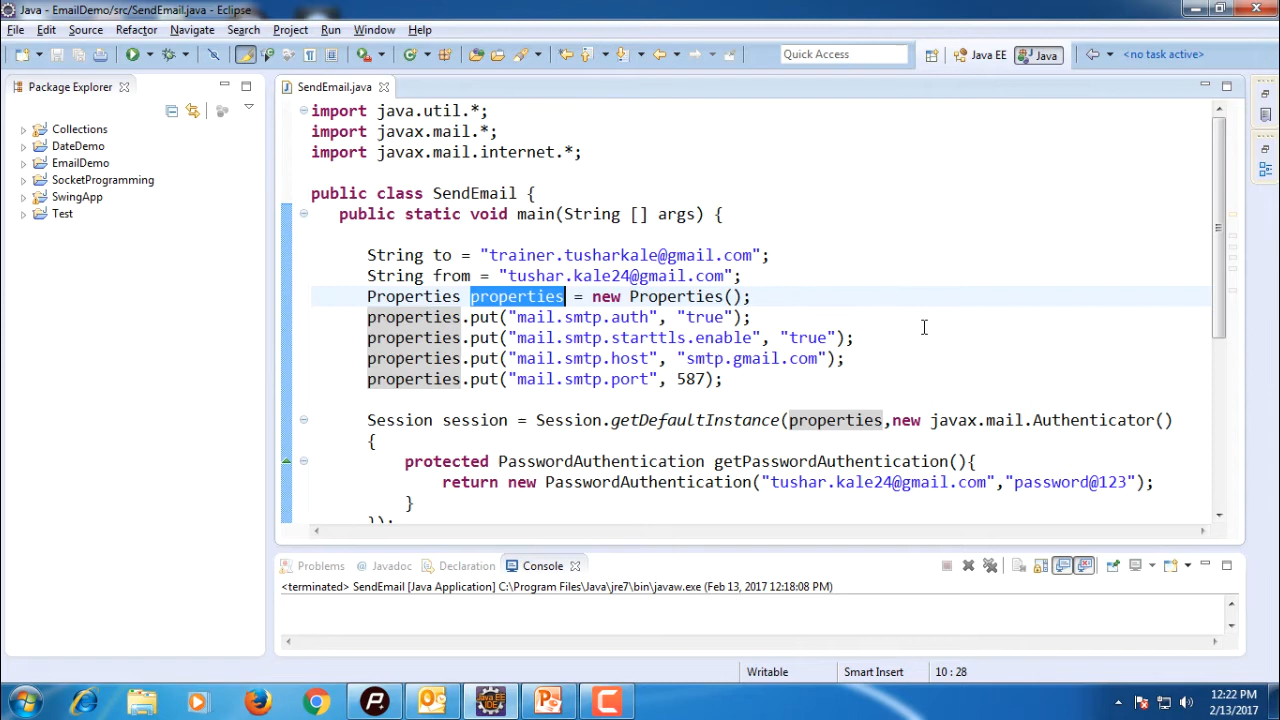 Java - EmailDemo/src/SendEmail.java - Eclipse
File Edit Source Refactor Navigate Search Project Run Window Help
Quick Access Java EE Java <no task active>
Package Explorer
Collections
DateDemo
EmailDemo
SocketProgramming
SwingApp
Test
SendEmail.java
import java.util.*;
import javax.mail.*;
import javax.mail.internet.*;
public class SendEmail {
public static void main(String [] args) {
String to = "trainer.tusharkale@gmail.com";
String from = "tushar.kale24@gmail.com";
Properties properties = new Properties();
properties.put("mail.smtp.auth", "true");
properties.put("mail.smtp.starttls.enable", "true");
properties.put("mail.smtp.host", "smtp.gmail.com");
properties.put("mail.smtp.port", 587);
Session session = Session.getDefaultInstance(properties,new javax.mail.Authenticator()
{
protected PasswordAuthentication getPasswordAuthentication(){
return new PasswordAuthentication("tushar.kale24@gmail.com","password@123");
}
});
Problems Javadoc Declaration Console
<terminated> SendEmail [Java Application] C:\Program Files\Java\jre7\bin\javaw.exe (Feb 13, 2017 12:18:08 PM)
Writable Smart Insert 10 : 28
Java EE
IDE
12:22 PM
2/13/2017